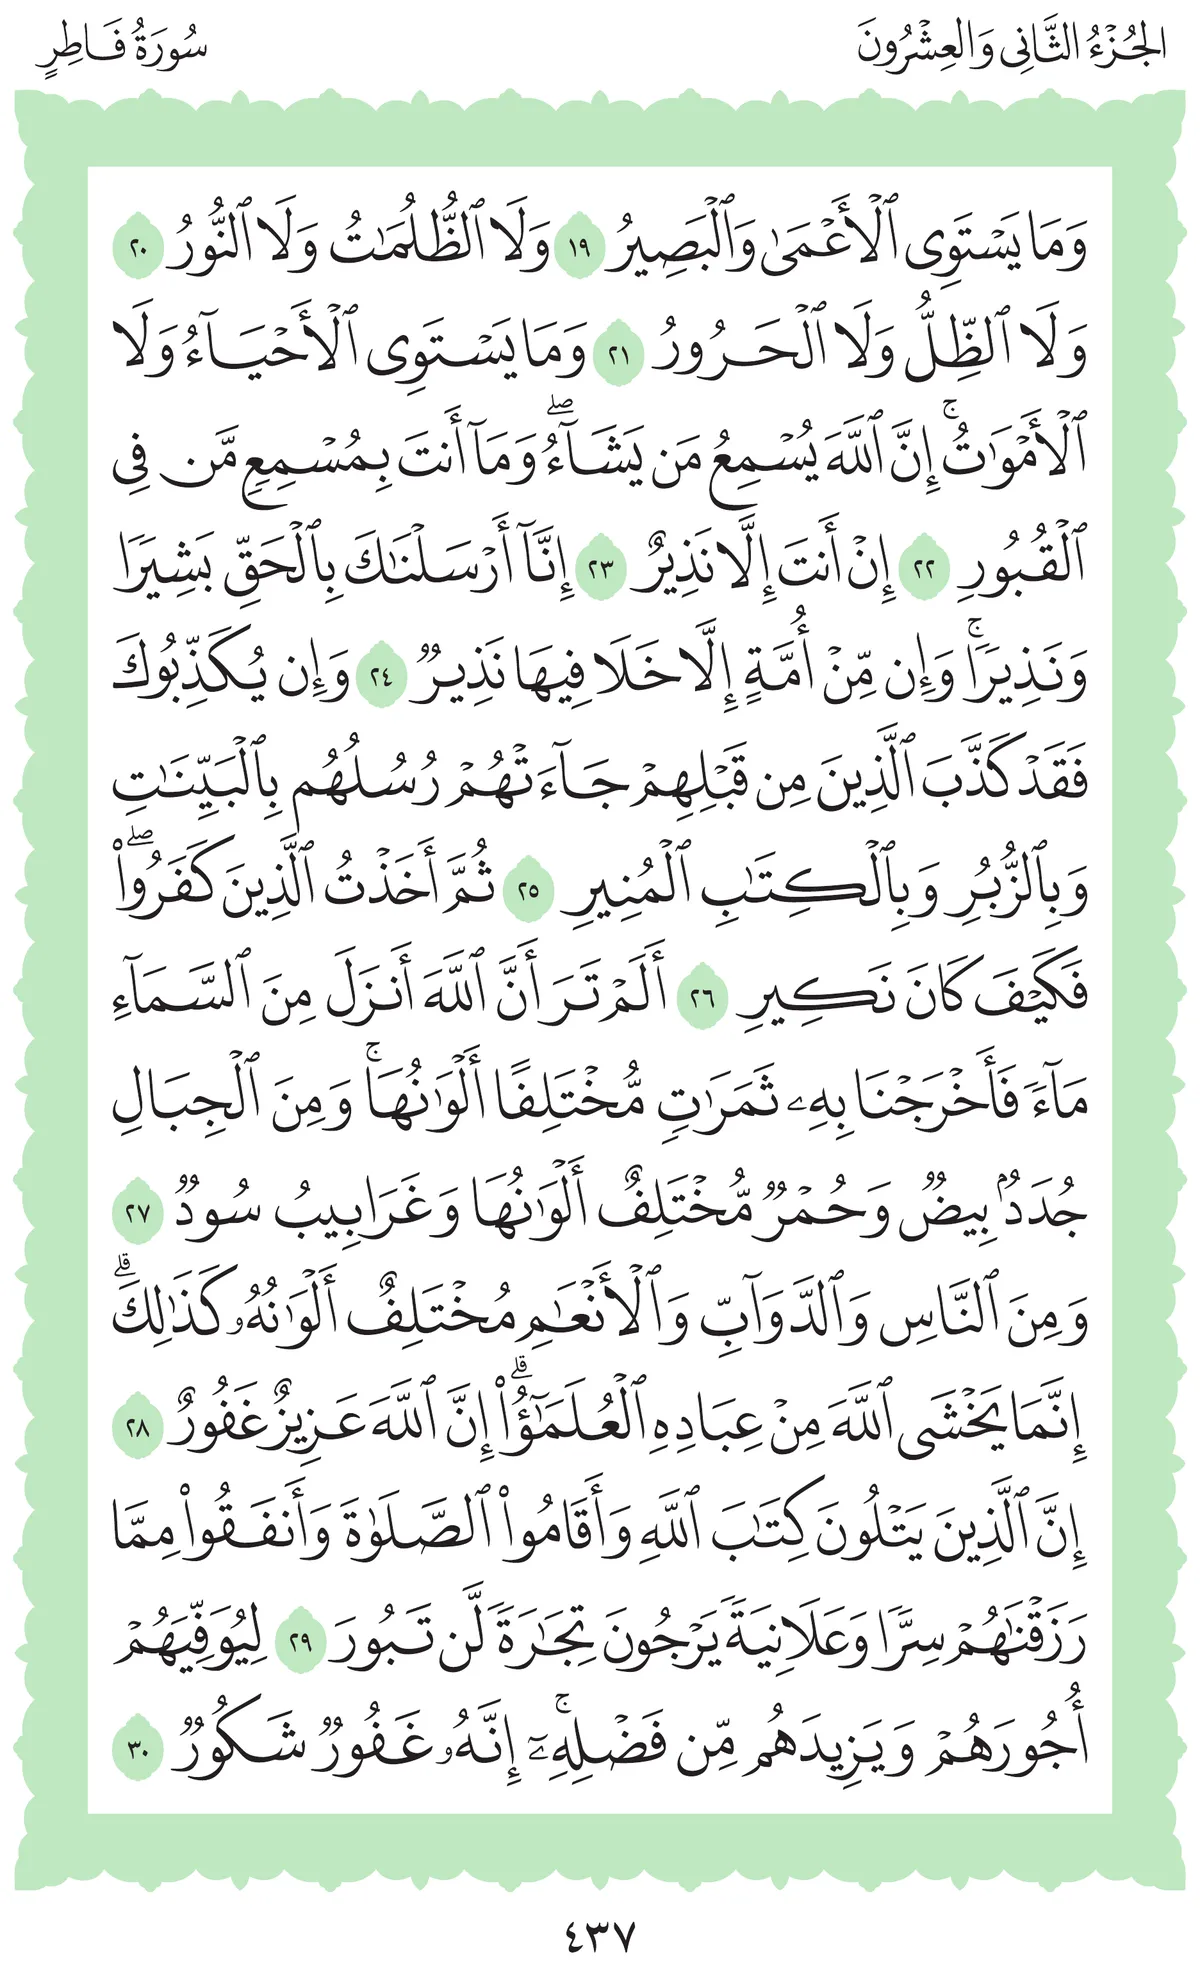 الجُزْءُ الثَّانِي وَالعِشْرُونَ
سُورَةُ فَاطِرٍ
وَمَا يَسْتَوِى ٱلْأَعْمَىٰ وَٱلْبَصِيرُ ١٩ وَلَا ٱلظُّلُمَٰتُ وَلَا ٱلنُّورُ ٢٠
وَلَا ٱلظِّلُّ وَلَا ٱلْحَرُورُ ٢١ وَمَا يَسْتَوِى ٱلْأَحْيَآءُ وَلَا
ٱلْأَمْوَٰتُ ۚ إِنَّ ٱللَّهَ يُسْمِعُ مَن يَشَآءُ ۖ وَمَآ أَنتَ بِمُسْمِعٍ مَّن فِى
ٱلْقُبُورِ ٢٢ إِنْ أَنتَ إِلَّا نَذِيرٌ ٢٣ إِنَّآ أَرْسَلْنَٰكَ بِٱلْحَقِّ بَشِيرًا
وَنَذِيرًا ۚ وَإِن مِّنْ أُمَّةٍ إِلَّا خَلَا فِيهَا نَذِيرٌ ٢٤ وَإِن يُكَذِّبُوكَ
فَقَدْ كَذَّبَ ٱلَّذِينَ مِن قَبْلِهِمْ جَآءَتْهُمْ رُسُلُهُم بِٱلْبَيِّنَٰتِ
وَبِٱلزُّبُرِ وَبِٱلْكِتَٰبِ ٱلْمُنِيرِ ٢٥ ثُمَّ أَخَذْتُ ٱلَّذِينَ كَفَرُوا۟ ۖ
فَكَيْفَ كَانَ نَكِيرِ ٢٦ أَلَمْ تَرَ أَنَّ ٱللَّهَ أَنزَلَ مِنَ ٱلسَّمَآءِ
مَآءً فَأَخْرَجْنَا بِهِۦ ثَمَرَٰتٍ مُّخْتَلِفًا أَلْوَٰنُهَا ۚ وَمِنَ ٱلْجِبَالِ
جُدَدٌۢ بِيضٌ وَحُمْرٌ مُّخْتَلِفٌ أَلْوَٰنُهَا وَغَرَابِيبُ سُودٌ ٢٧
وَمِنَ ٱلنَّاسِ وَٱلدَّوَآبِّ وَٱلْأَنْعَٰمِ مُخْتَلِفٌ أَلْوَٰنُهُۥ كَذَٰلِكَ ۗ
إِنَّمَا يَخْشَى ٱللَّهَ مِنْ عِبَادِهِ ٱلْعُلَمَٰٓؤُا۟ ۗ إِنَّ ٱللَّهَ عَزِيزٌ غَفُورٌ ٢٨
إِنَّ ٱلَّذِينَ يَتْلُونَ كِتَٰبَ ٱللَّهِ وَأَقَامُوا۟ ٱلصَّلَوٰةَ وَأَنفَقُوا۟ مِمَّا
رَزَقْنَٰهُمْ سِرًّا وَعَلَانِيَةً يَرْجُونَ تِجَٰرَةً لَّن تَبُورَ ٢٩ لِيُوَفِّيَهُمْ
أُجُورَهُمْ وَيَزِيدَهُم مِّن فَضْلِهِۦٓ ۚ إِنَّهُۥ غَفُورٌ شَكُورٌ ٣٠
٤٣٧